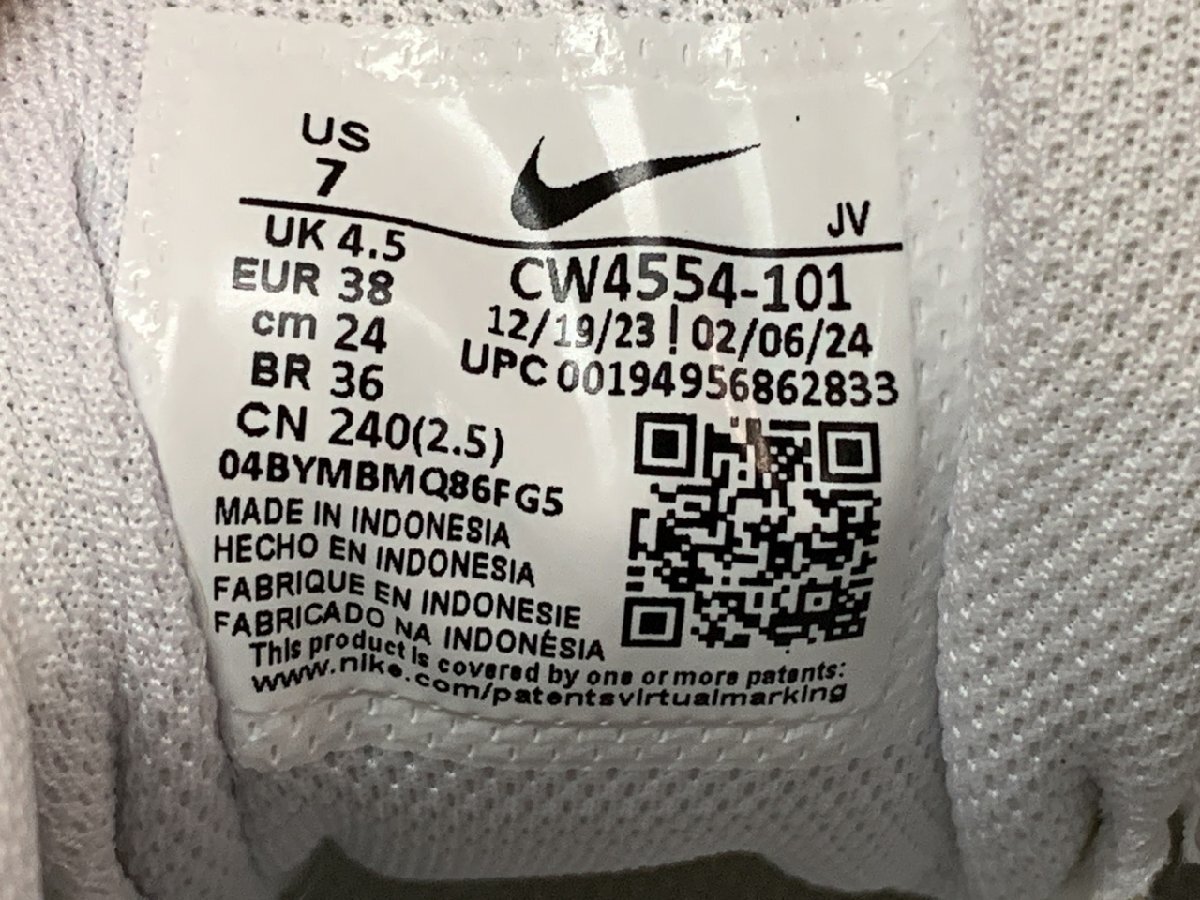 US
7
JV
UK 4.5
EUR 38
cm 24
BR 36
CN 240(2.5)
CW4554-101
12/19/23 | 02/06/24
UPC 00194956862833
04BYMBMQ86FG5
MADE IN INDONESIA
HECHO EN INDONESIA
FABRIQUE EN INDONESIE
FABRICADO NA INDONÉSIA
This product is covered by one or more patents:
www.nike.com/patentsvirtualmarking